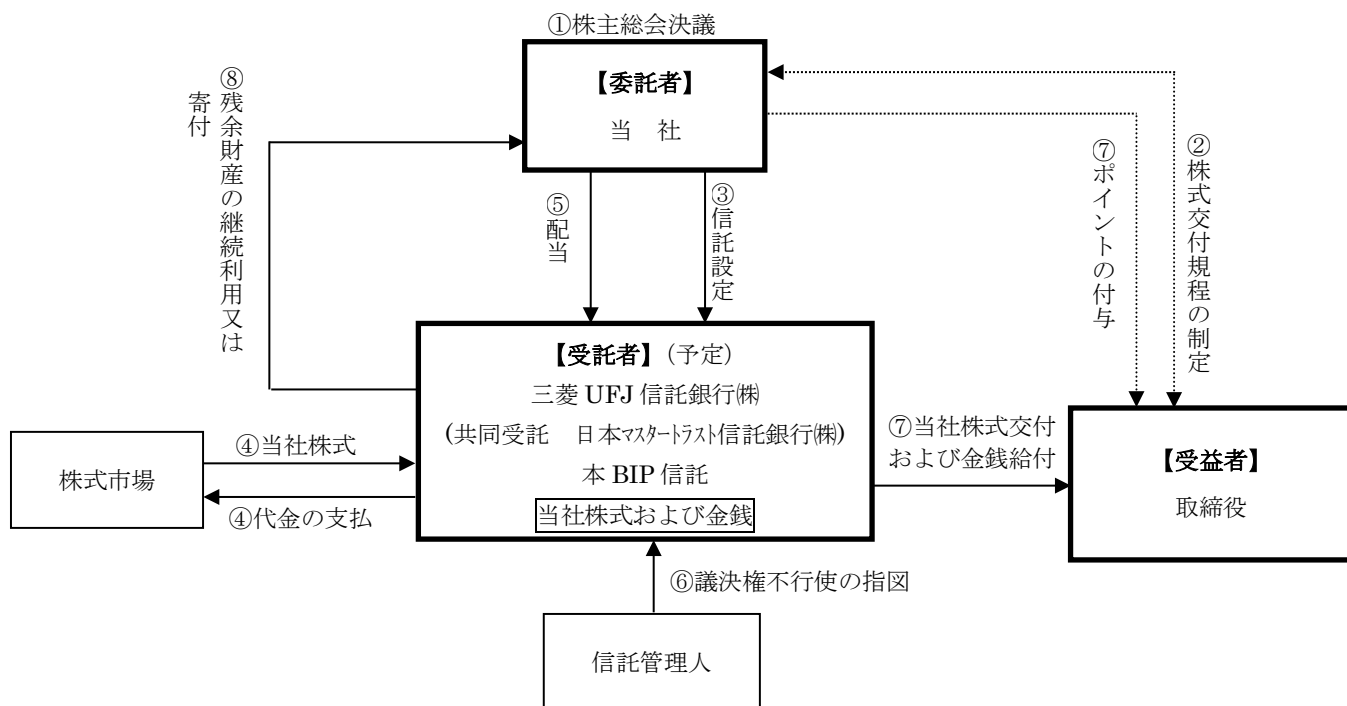 ①株主総会決議
【委託者】
当　社
⑧残余財産の継続利用又は
寄付
⑤配当
③信託設定
⑦ポイントの付与
②株式交付規程の制定
【受託者】（予定）
三菱 UFJ 信託銀行㈱
(共同受託　日本ﾏｽﾀｰﾄﾗｽﾄ信託銀行㈱)
本 BIP 信託
当社株式および金銭
株式市場
④当社株式
④代金の支払
⑦当社株式交付
および金銭給付
【受益者】
取締役
⑥議決権不行使の指図
信託管理人